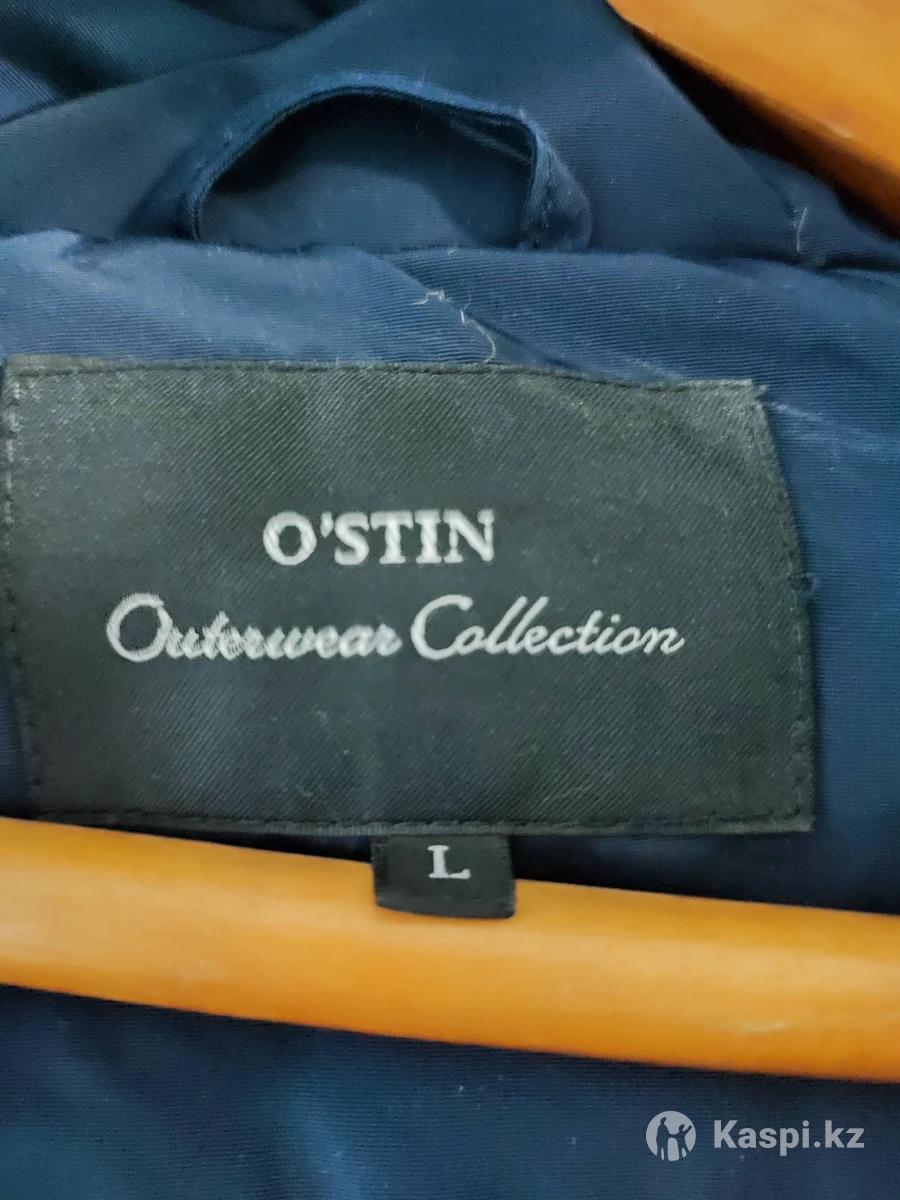 O'STIN
Outerwear Collection
L
Kaspi.kz